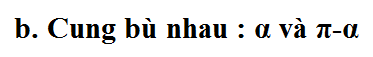 b. Cung bù nhau : α và π-α